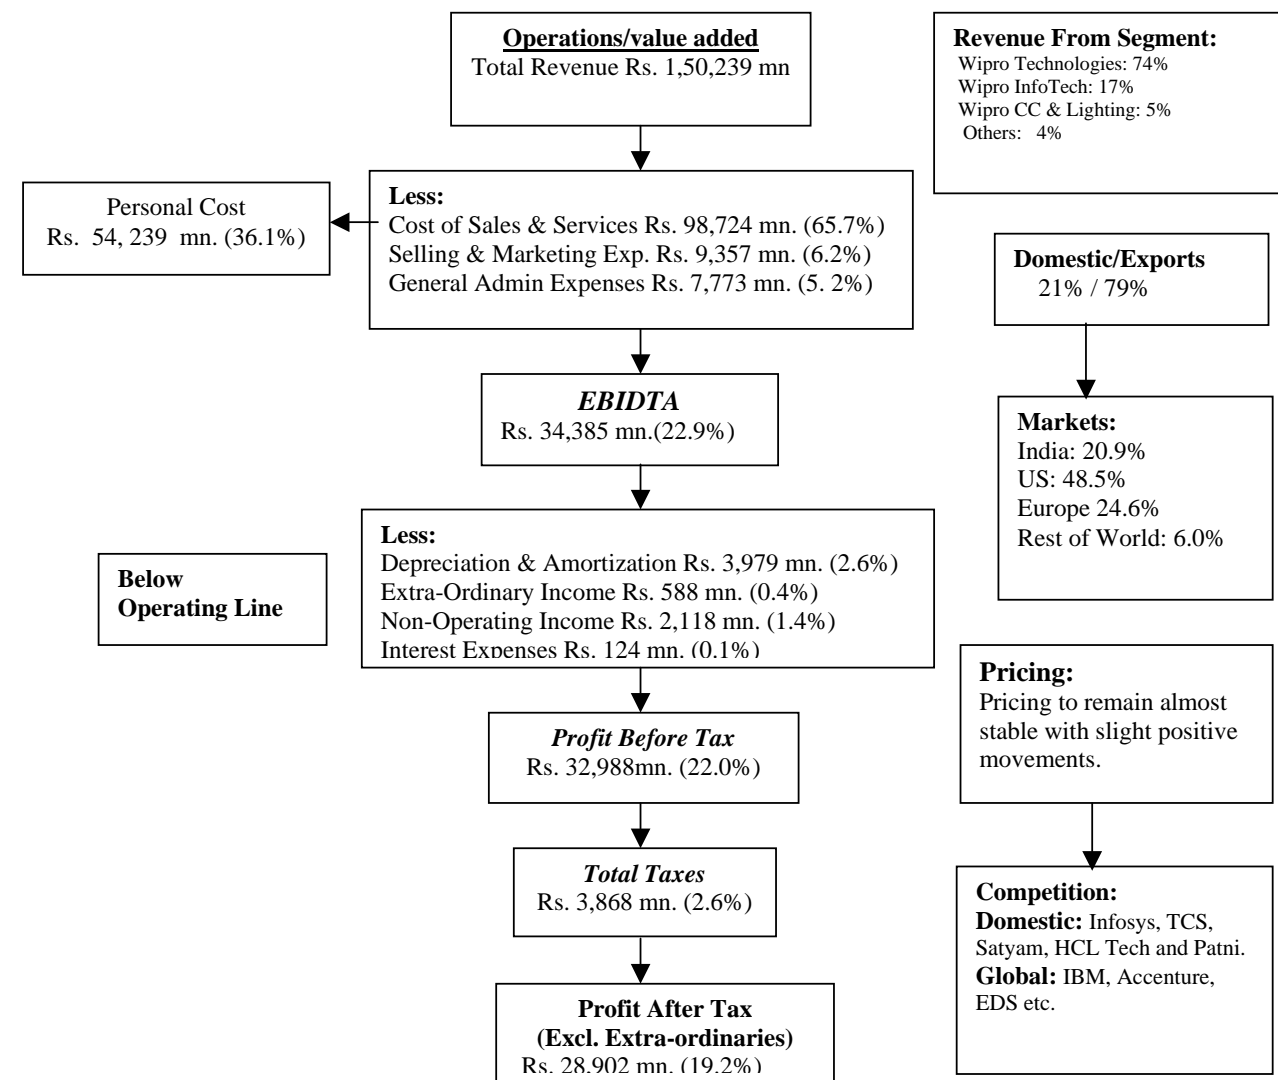 Operations/value added
Total Revenue Rs. 1,50,239 mn
Revenue From Segment:
Wipro Technologies: 74%
Wipro InfoTech: 17%
Wipro CC & Lighting: 5%
Others: 4%
Personal Cost
Rs. 54, 239 mn. (36.1%)
Less:
Cost of Sales & Services Rs. 98,724 mn. (65.7%)
Selling & Marketing Exp. Rs. 9,357 mn. (6.2%)
General Admin Expenses Rs. 7,773 mn. (5. 2%)
Domestic/Exports
21% / 79%
EBIDTA
Rs. 34,385 mn.(22.9%)
Markets:
India: 20.9%
US: 48.5%
Europe 24.6%
Rest of World: 6.0%
Below
Operating Line
Less:
Depreciation & Amortization Rs. 3,979 mn. (2.6%)
Extra-Ordinary Income Rs. 588 mn. (0.4%)
Non-Operating Income Rs. 2,118 mn. (1.4%)
Interest Expenses Rs. 124 mn. (0.1%)
Pricing:
Pricing to remain almost
stable with slight positive
movements.
Profit Before Tax
Rs. 32,988mn. (22.0%)
Total Taxes
Rs. 3,868 mn. (2.6%)
Competition:
Domestic: Infosys, TCS,
Satyam, HCL Tech and Patni.
Global: IBM, Accenture,
EDS etc.
Profit After Tax
(Excl. Extra-ordinaries)
Rs. 28,902 mn. (19.2%)